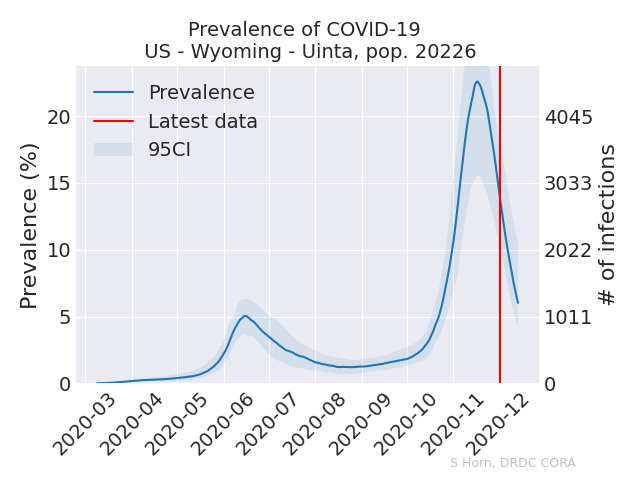 Prevalence of COVID-19
US - Wyoming - Uinta, pop. 20226
Prevalence
Latest data
95CI
Prevalence (%)
20
15
10
5
0
4045
3033
2022
1011
0
# of infections
2020-03
2020-04
2020-05
2020-06
2020-07
2020-08
2020-09
2020-10
2020-11
2020-12
S Horn, DRDC CORA